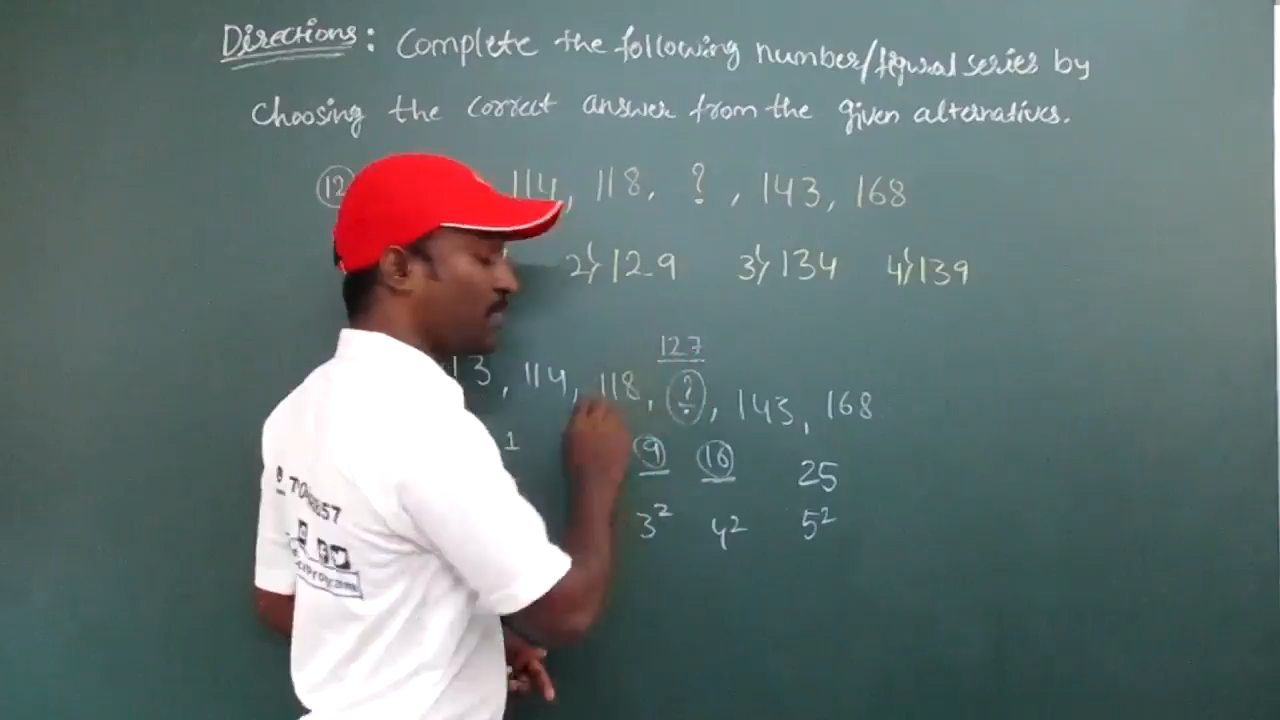 Directions: Complete the following number/figural series by
choosing the correct answer from the given alternatives.
12 114, 118, ?, 143, 168
2) 129 3) 134 4) 139
127
113, 114, 118, ?, 143, 168
1 9 16 25
3² 4² 5²